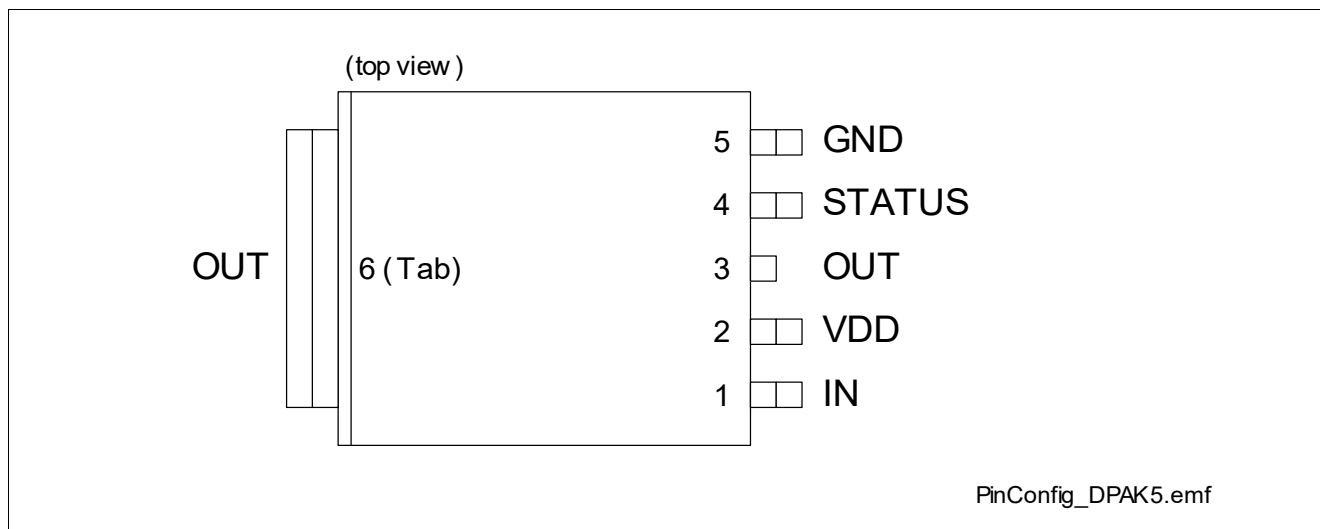 (top view)
5 GND
4 STATUS
OUT 6 (Tab) 3 OUT
2 VDD
1 IN
PinConfig_DPAK5.emf